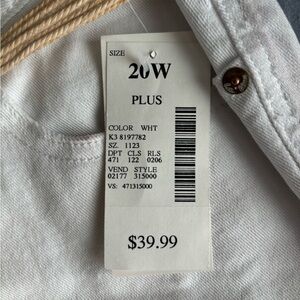 SIZE
20W
PLUS
COLOR WHT
K3 8197782
SZ. 1123
DPT CLS RLS
471 122 0206
VEND STYLE
02177 315000
VS: 471315000
$39.99